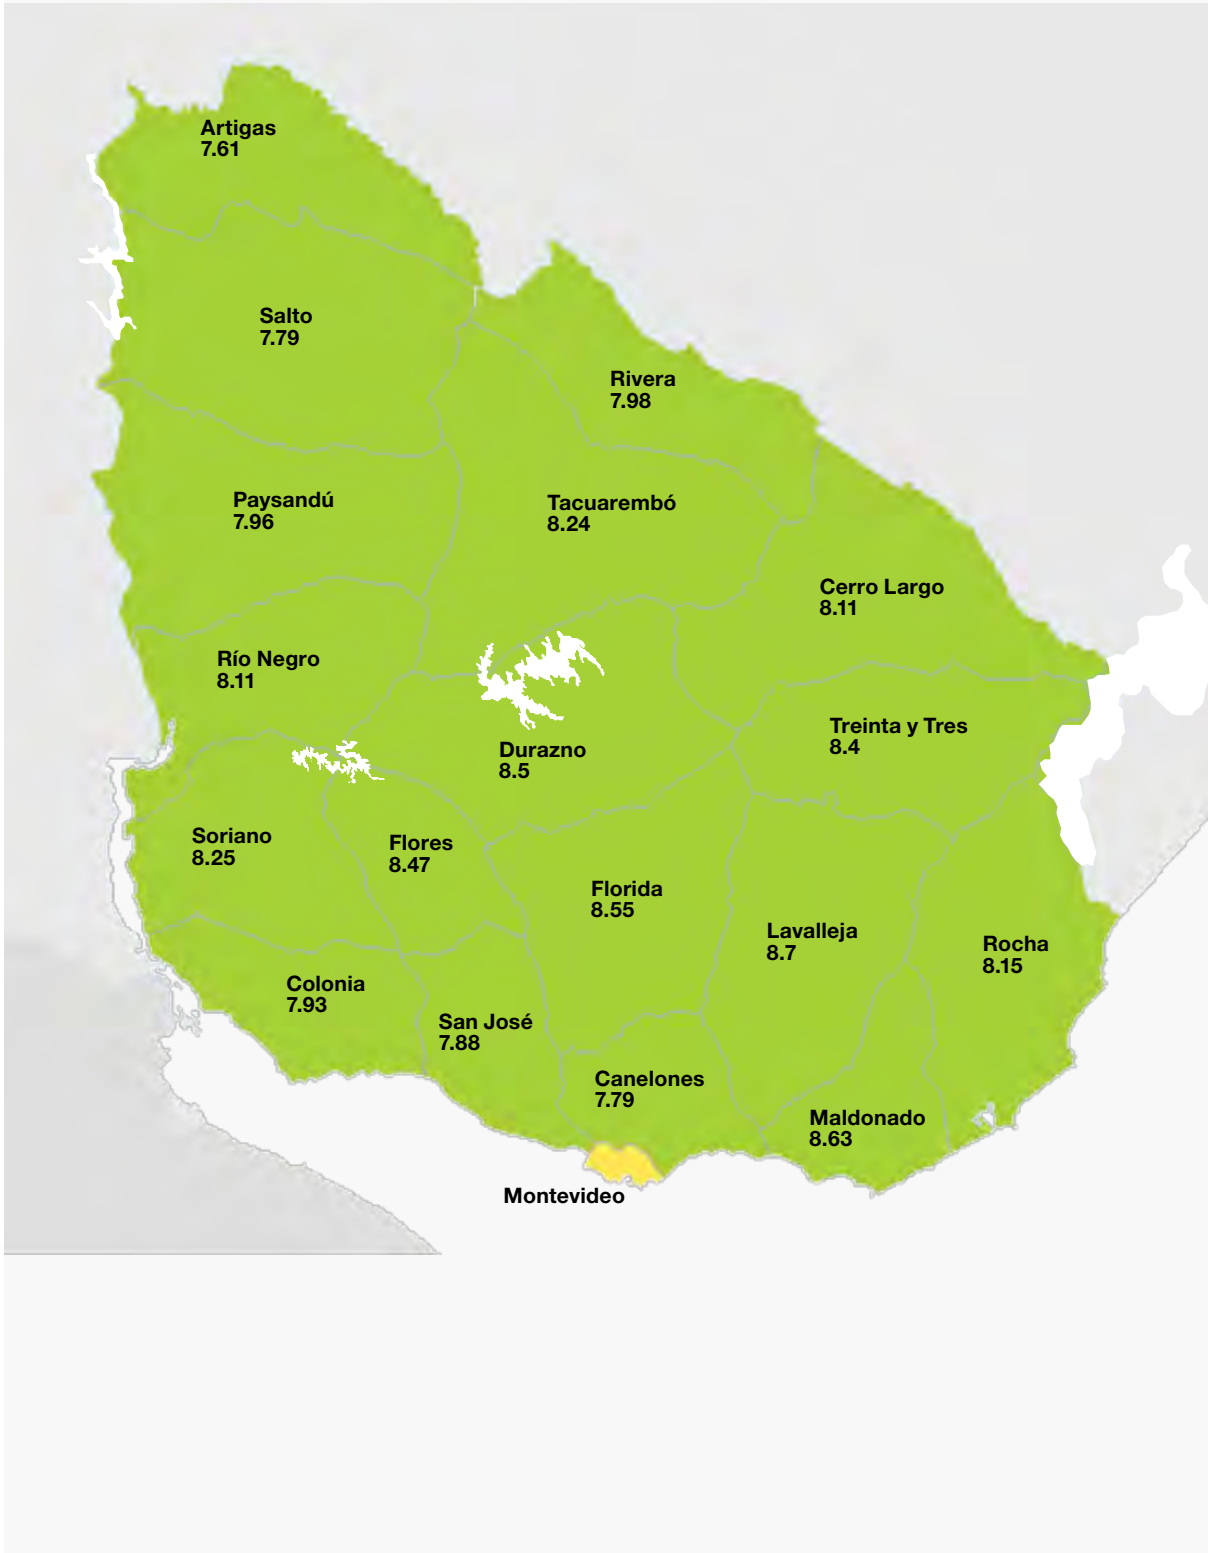 Artigas
7.61
Salto
7.79
Rivera
7.98
Paysandú
7.96
Tacuarembó
8.24
Cerro Largo
8.11
Río Negro
8.11
Treinta y Tres
8.4
Durazno
8.5
Soriano
8.25
Flores
8.47
Florida
8.55
Lavalleja
8.7
Rocha
8.15
Colonia
7.93
San José
7.88
Canelones
7.79
Maldonado
8.63
Montevideo